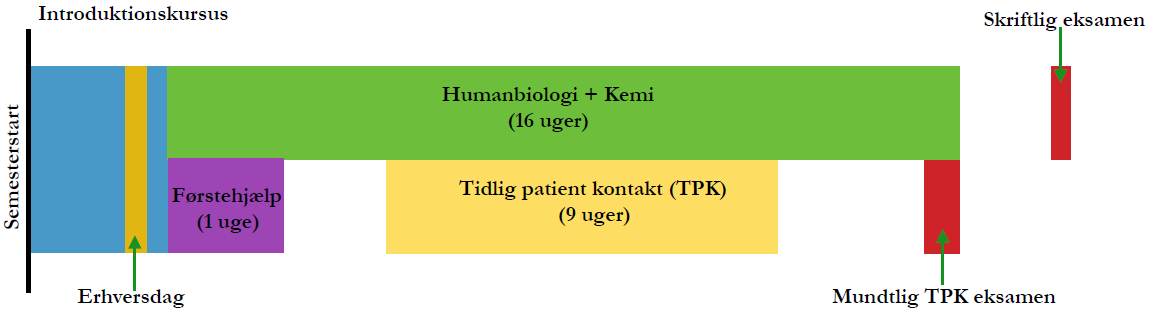 Introduktionskursus
Skriftlig eksamen
Semesterstart
Humanbiologi + Kemi
(16 uger)
Førstehjælp
(1 uge)
Tidlig patient kontakt (TPK)
(9 uger)
Erhversdag
Mundtlig TPK eksamen